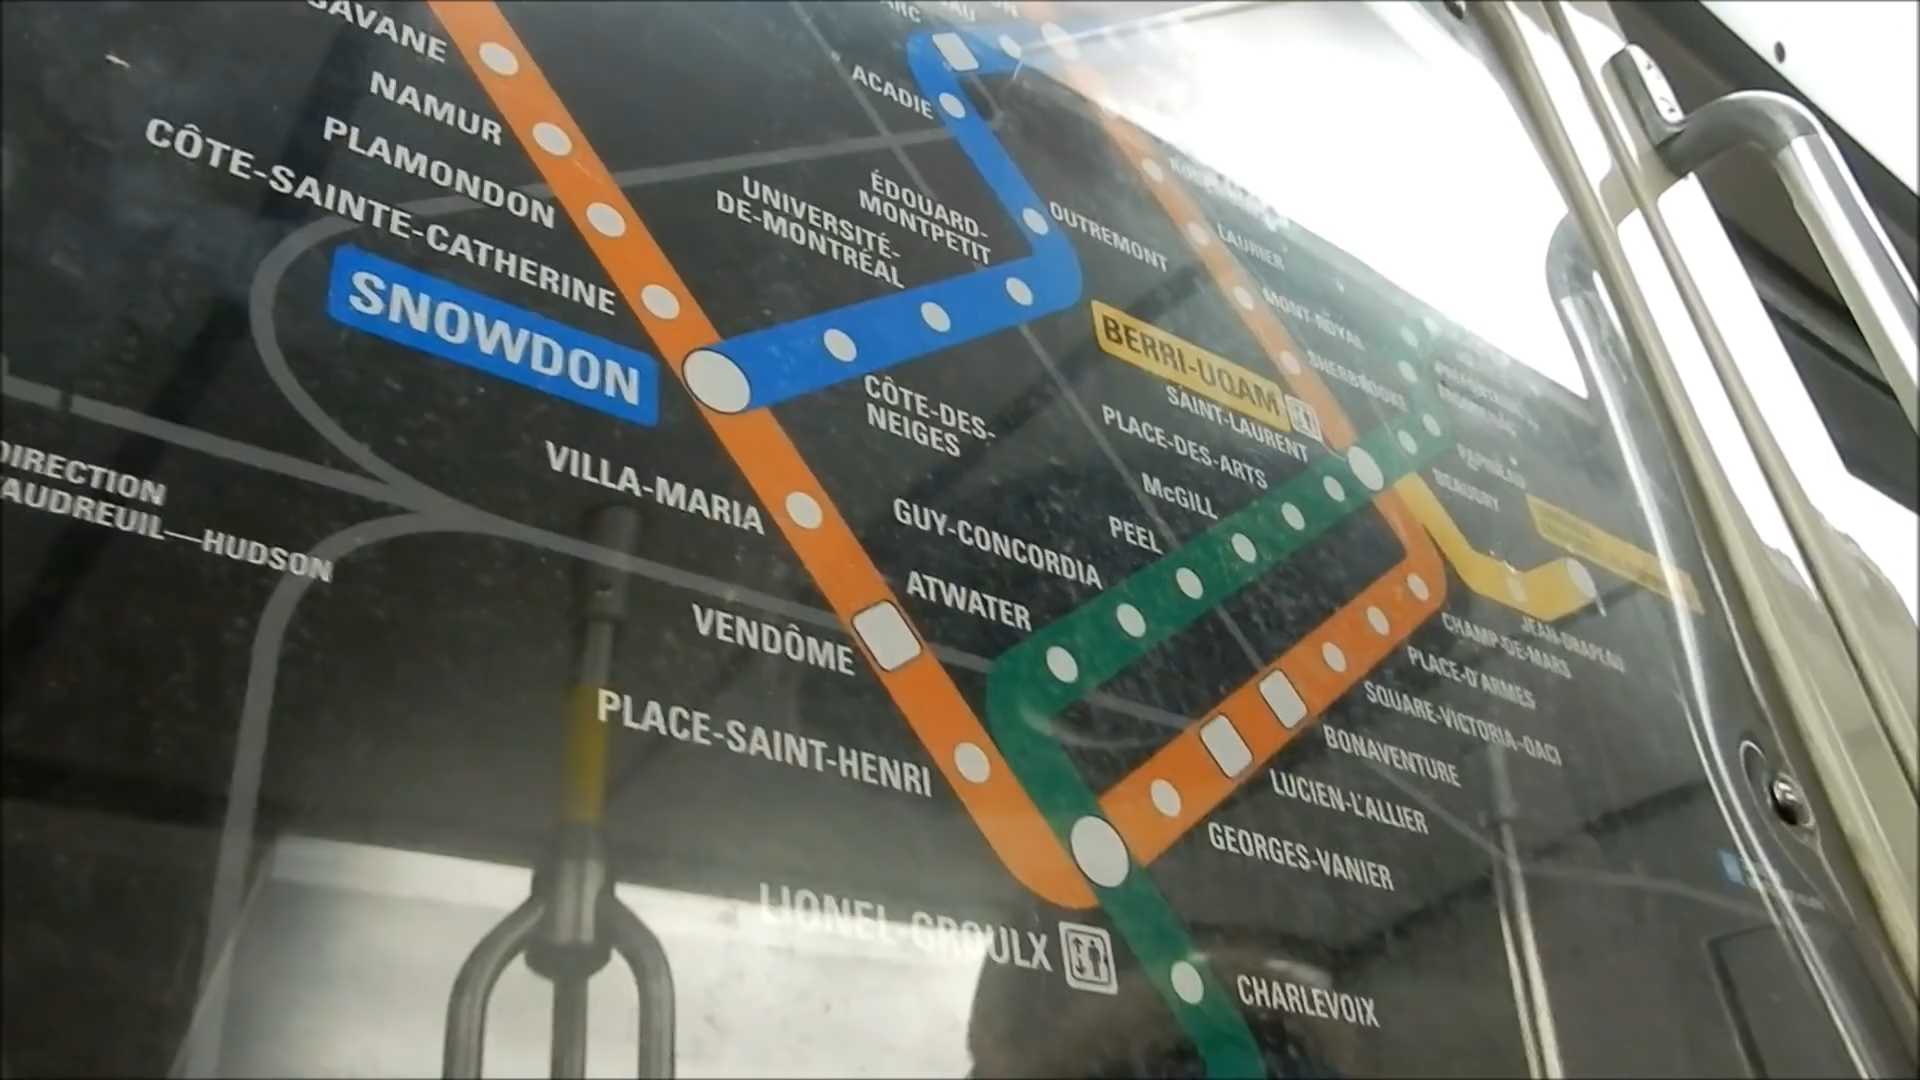 SAVANE
NAMUR
PLAMONDON
CÔTE-SAINTE-CATHERINE
SNOWDON
ACADIE
ÉDOUARD-
MONTPETIT
UNIVERSITÉ-
DE-MONTRÉAL
OUTREMONT
CÔTE-DES-
NEIGES
VILLA-MARIA
VENDÔME
PLACE-SAINT-HENRI
LIONEL-GROULX
DIRECTION
VAUDREUIL—HUDSON
LAURIER
MONT-ROYAL
SHERBROOKE
BERRI-UQAM
SAINT-LAURENT
PLACE-DES-ARTS
McGILL
PEEL
GUY-CONCORDIA
ATWATER
PAPINEAU
BEAUDRY
JEAN-DRAPEAU
CHAMP-DE-MARS
PLACE-D'ARMES
SQUARE-VICTORIA-OACI
BONAVENTURE
LUCIEN-L'ALLIER
GEORGES-VANIER
CHARLEVOIX